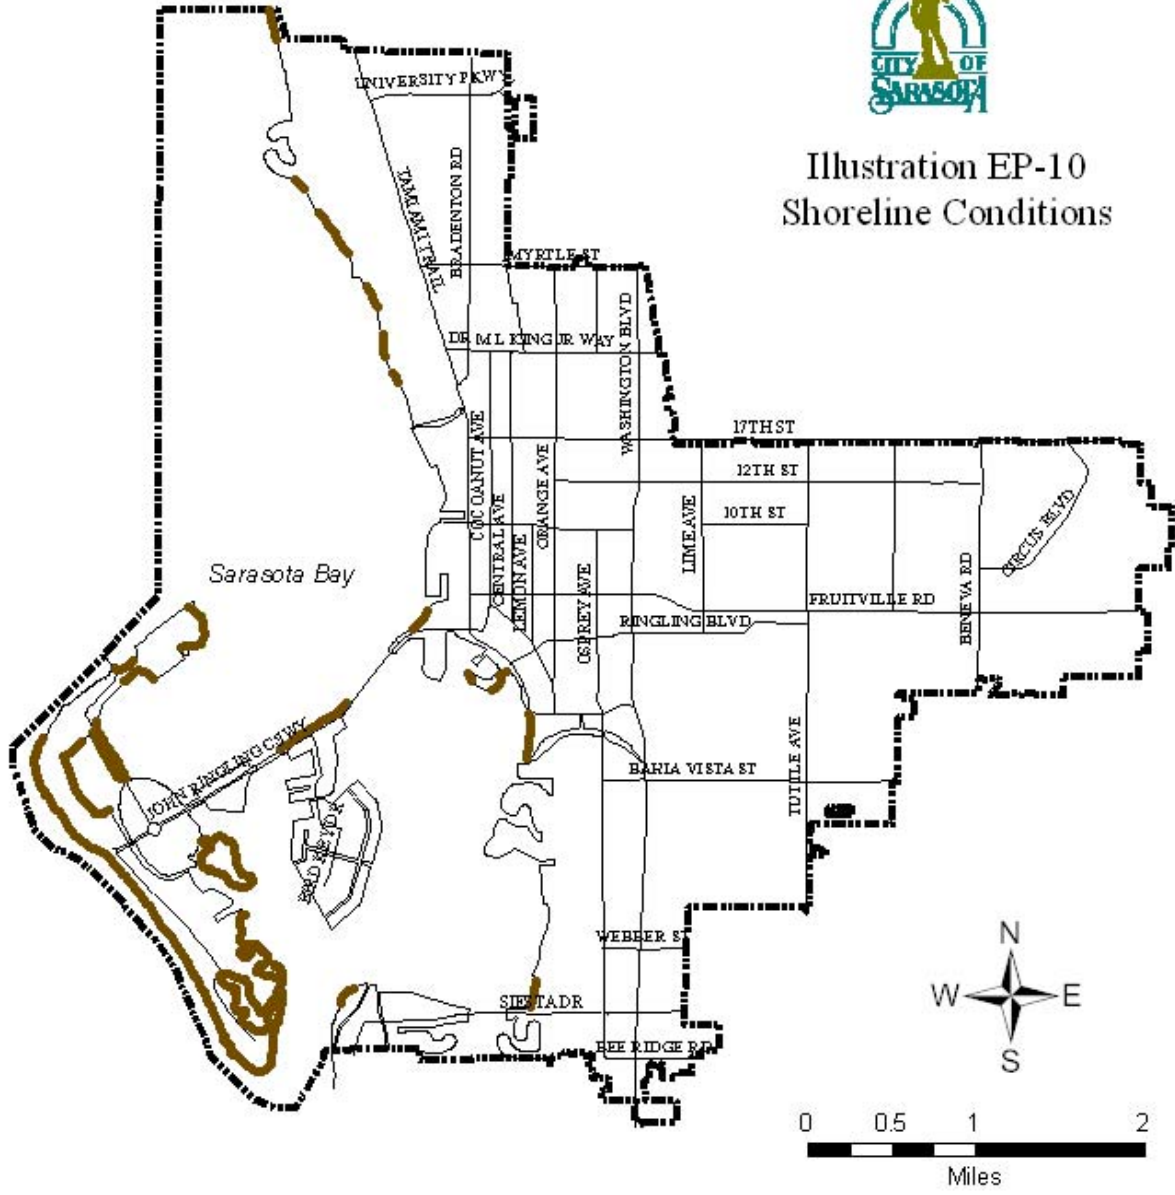 CITY OF
SARASOTA
Illustration EP-10
Shoreline Conditions
UNIVERSITY PKWY
TAMIAMI TRAIL
BRADENTON RD
MYRTLE ST
DR M L KING JR WAY
WASHINGTON BLVD
17TH ST
12TH ST
10TH ST
COCOANUT AVE
CENTRAL AVE
LEMON AVE
ORANGE AVE
OSPREY AVE
LIME AVE
CIRCUS BLVD
BENEVA RD
Sarasota Bay
FRUITVILLE RD
RINGLING BLVD
JOHN RINGLING CSWY
BIRD KEY DR
BAHIA VISTA ST
TUTTLE AVE
WEBBER ST
SIESTA DR
BEE RIDGE RD
N
W E
S
0 0.5 1 2
Miles